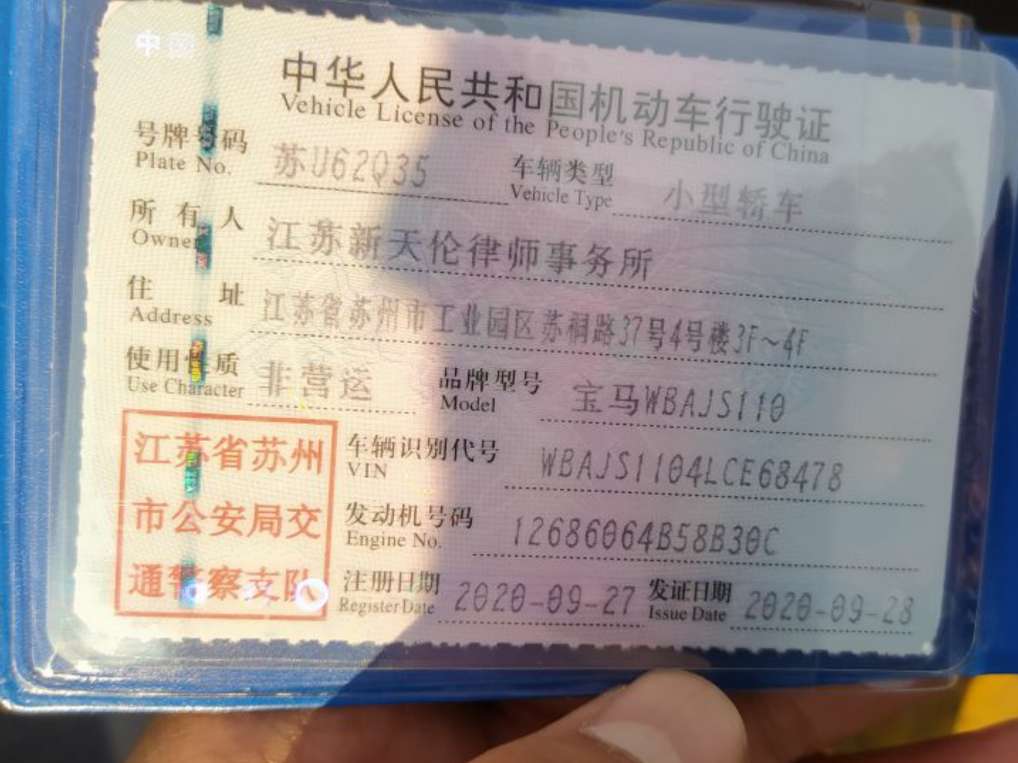 中华人民共和国机动车行驶证
Vehicle License of the People's Republic of China
号牌号码 苏U62Q35 车辆类型 小型轿车
Plate No. Vehicle Type
所有人 江苏新天伦律师事务所
Owner
住址 江苏省苏州市工业园区苏桐路37号4号楼3F~4F
Address
使用性质 非营运 品牌型号 宝马WBAJS110
Use Character Model
江苏省苏州
市公安局交
通警察支队
车辆识别代号 WBAJS1104LCE68478
VIN
发动机号码 12686064B58B30C
Engine No.
注册日期 2020-09-27 发证日期 2020-09-28
Register Date Issue Date